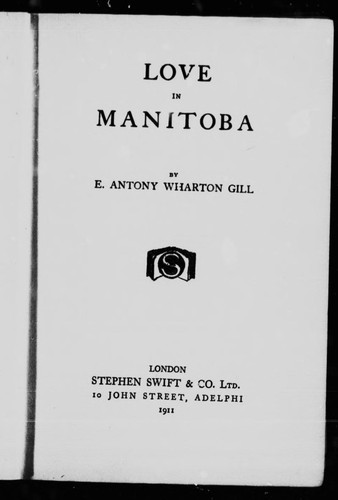 LOVE
IN
MANITOBA
BY
E. ANTONY WHARTON GILL
S
LONDON
STEPHEN SWIFT & CO. LTD.
10 JOHN STREET, ADELPHI
1911